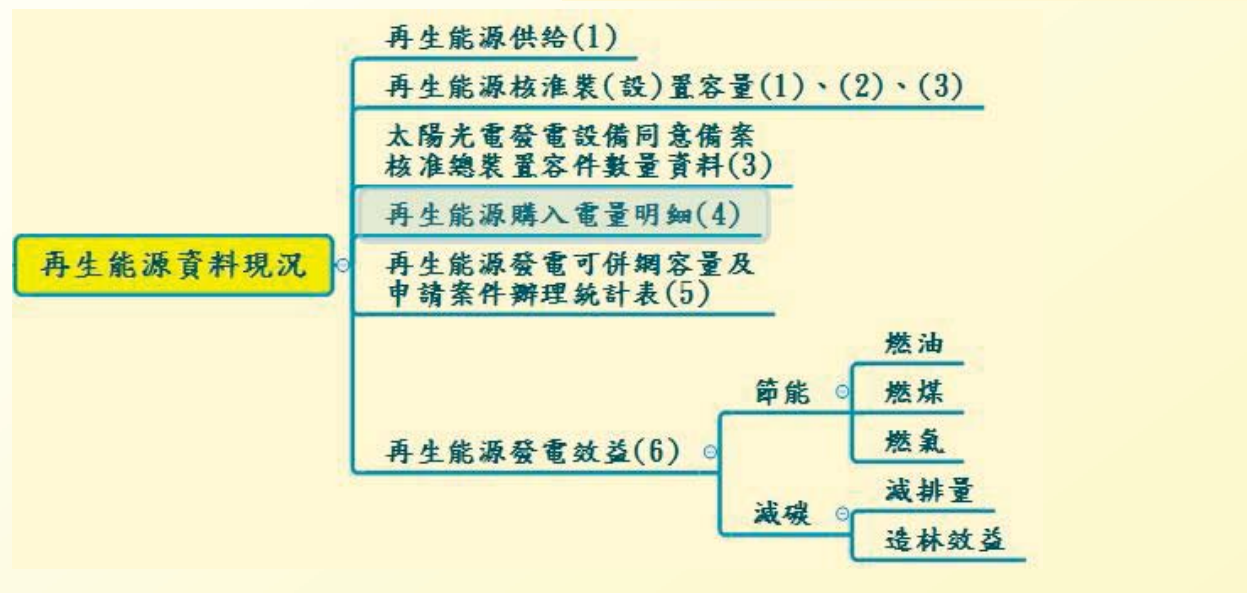 再生能源供給(1)
再生能源核准裝(設)置容量(1)、(2)、(3)
太陽光電發電設備同意備案
核准總裝置容件數量資料(3)
再生能源購入電量明細(4)
再生能源資料現況
再生能源發電可併網容量及
申請案件辦理統計表(5)
再生能源發電效益(6)
節能
燃油
燃煤
燃氣
減碳
減排量
造林效益